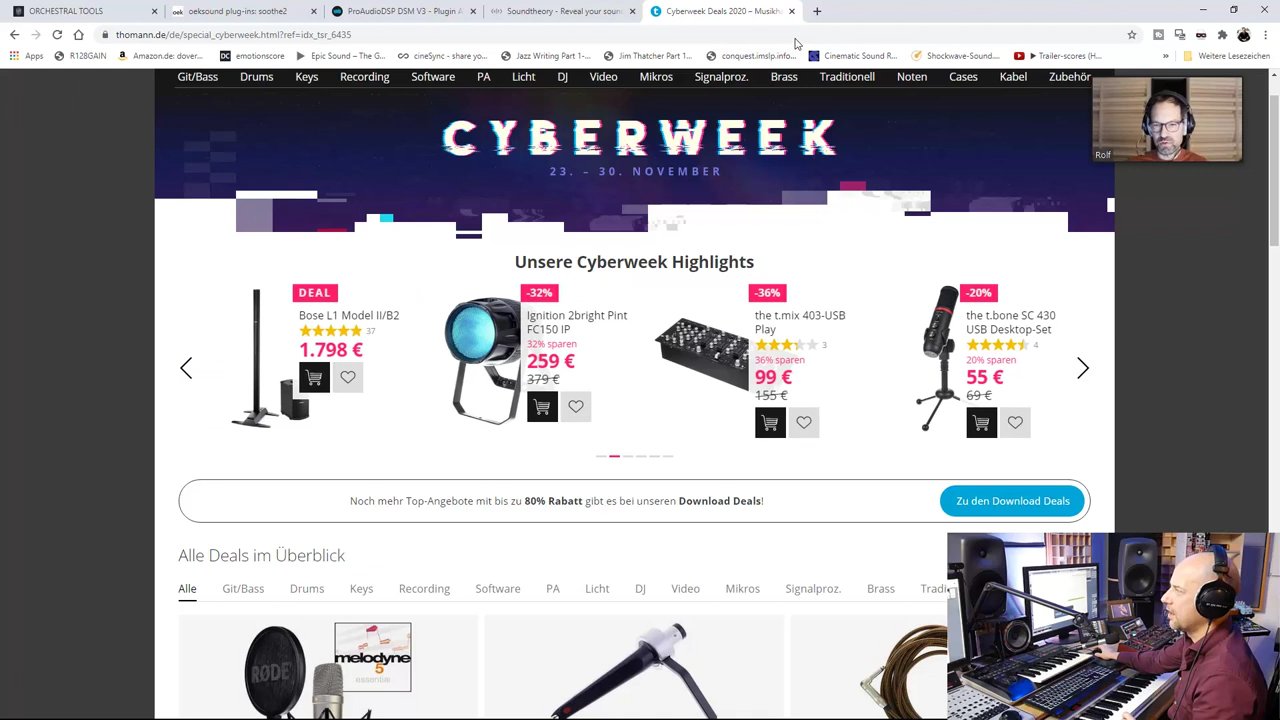 ORCHESTRAL TOOLS
oeksound plug-ins: soothe2
ProAudioDSP DSM V3 - Plugin A
Soundtheory - Reveal your soun
Cyberweek Deals 2020 – Musikha
thomann.de/de/special_cyberweek.html?ref=idx_tsr_6435
Apps
R128GAIN
Amazon.de: dover...
emotionscore
Epic Sound – The G...
cineSync - share yo...
Jazz Writing Part 1-...
Jim Thatcher Part 1...
conquest.imslp.info...
Cinematic Sound R...
Shockwave-Sound....
Trailer-scores (H...
Weitere Lesezeichen
Git/Bass Drums Keys Recording Software PA Licht DJ Video Mikros Signalproz. Brass Traditionell Noten Cases Kabel Zubehör
CYBERWEEK
23. – 30. NOVEMBER
Rolf
Unsere Cyberweek Highlights
DEAL
Bose L1 Model II/B2
37
1.798 €
-32%
Ignition 2bright Pint
FC150 IP
32% sparen
259 €
379 €
-36%
the t.mix 403-USB
Play
3
36% sparen
99 €
155 €
-20%
the t.bone SC 430
USB Desktop-Set
4
20% sparen
55 €
69 €
Noch mehr Top-Angebote mit bis zu 80% Rabatt gibt es bei unseren Download Deals!
Zu den Download Deals
Alle Deals im Überblick
Alle Git/Bass Drums Keys Recording Software PA Licht DJ Video Mikros Signalproz. Brass Tradi
RØDE
melodyne
5
essential